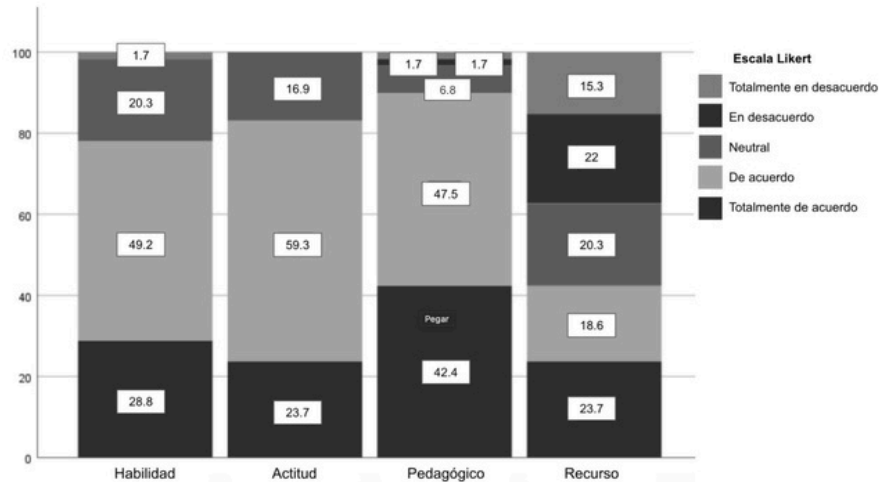 100
80
60
40
20
0
1.7
20.3
49.2
28.8
16.9
59.3
23.7
1.7 1.7
6.8
47.5
Pegar
42.4
15.3
22
20.3
18.6
23.7
Habilidad Actitud Pedagógico Recurso
Escala Likert
Totalmente en desacuerdo
En desacuerdo
Neutral
De acuerdo
Totalmente de acuerdo